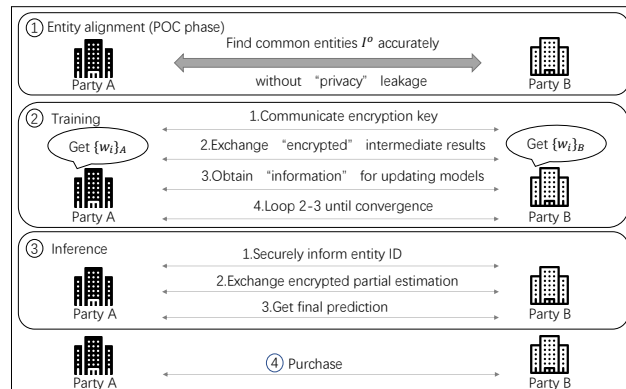 ① Entity alignment (POC phase)
Find common entities I^o accurately
without “privacy” leakage
Party A
Party B
② Training
1.Communicate encryption key
Get {w_i}_A
Get {w_i}_B
2.Exchange “encrypted” intermediate results
3.Obtain “information” for updating models
4.Loop 2-3 until convergence
Party A
Party B
③ Inference
1.Securely inform entity ID
2.Exchange encrypted partial estimation
3.Get final prediction
Party A
Party B
④ Purchase
Party A
Party B